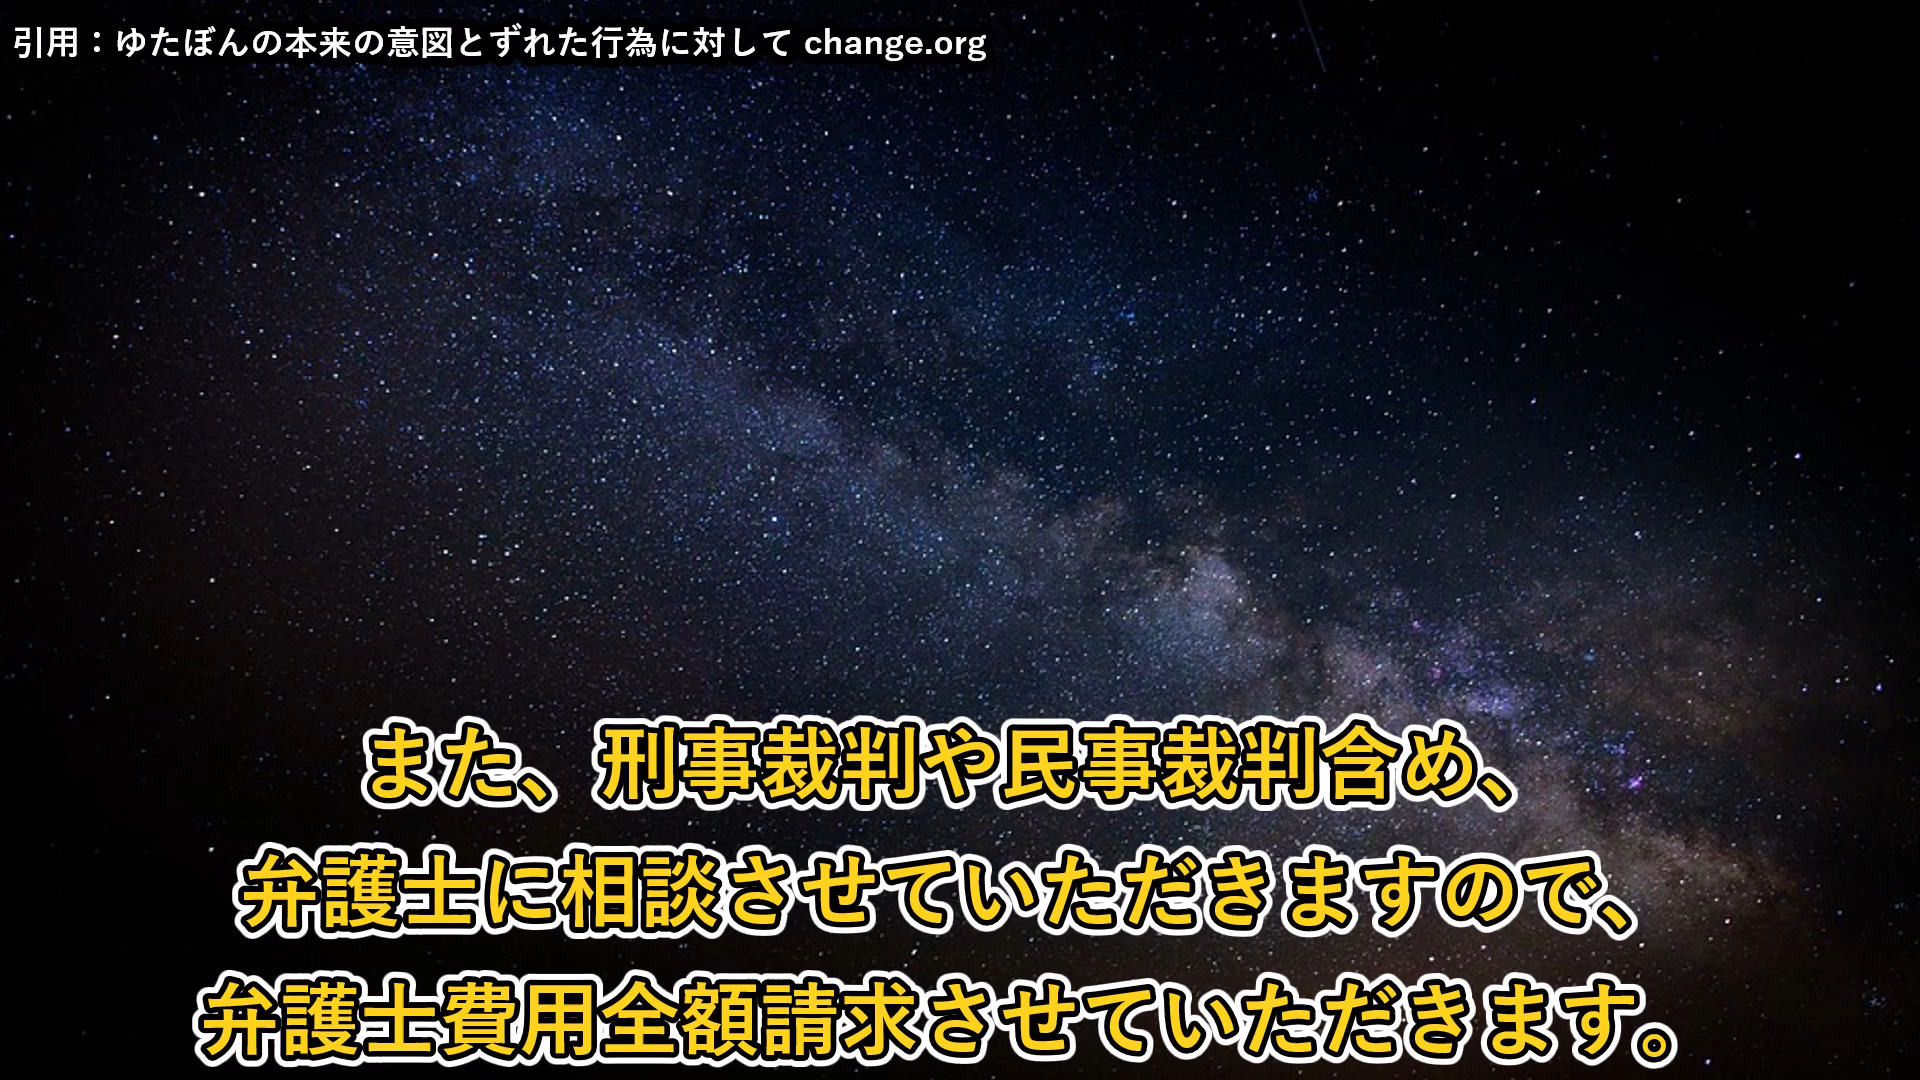 引用：ゆたぼんの本来の意図とずれた行為に対して change.org
また、刑事裁判や民事裁判含め、
弁護士に相談させていただきますので、
弁護士費用全額請求させていただきます。